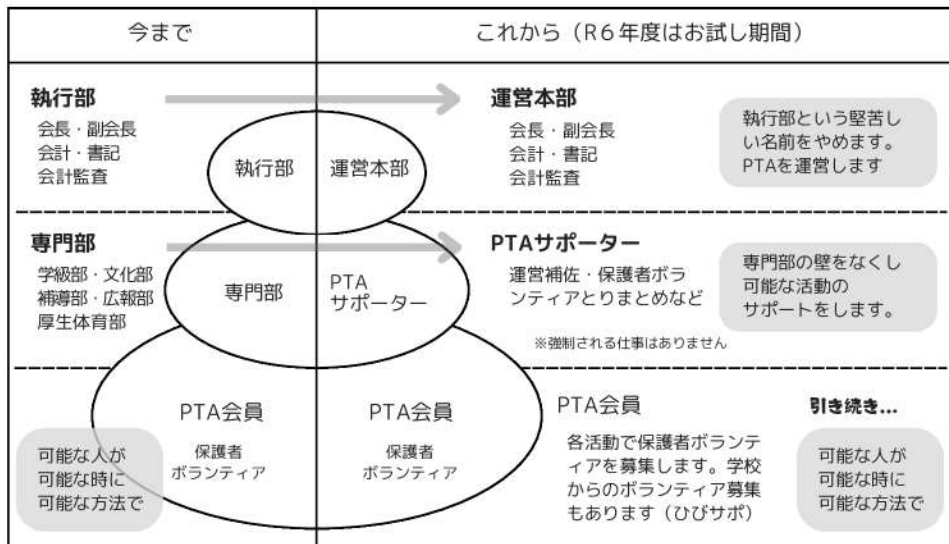 今まで
これから（R６年度はお試し期間）
執行部
会長・副会長
会計・書記
会計監査
執行部
運営本部
運営本部
会長・副会長
会計・書記
会計監査
執行部という堅苦し
い名前をやめます。
PTAを運営します
専門部
学級部・文化部
補導部・広報部
厚生体育部
専門部
PTA
サポーター
PTAサポーター
運営補佐・保護者ボラ
ンティアとりまとめなど
※強制される仕事はありません
専門部の壁をなくし
可能な活動の
サポートをします。
可能な人が
可能な時に
可能な方法で
PTA会員
保護者
ボランティア
PTA会員
保護者
ボランティア
PTA会員
各活動で保護者ボランテ
ィアを募集します。学校
からのボランティア募集
もあります（ひびサポ）
引き続き...
可能な人が
可能な時に
可能な方法で